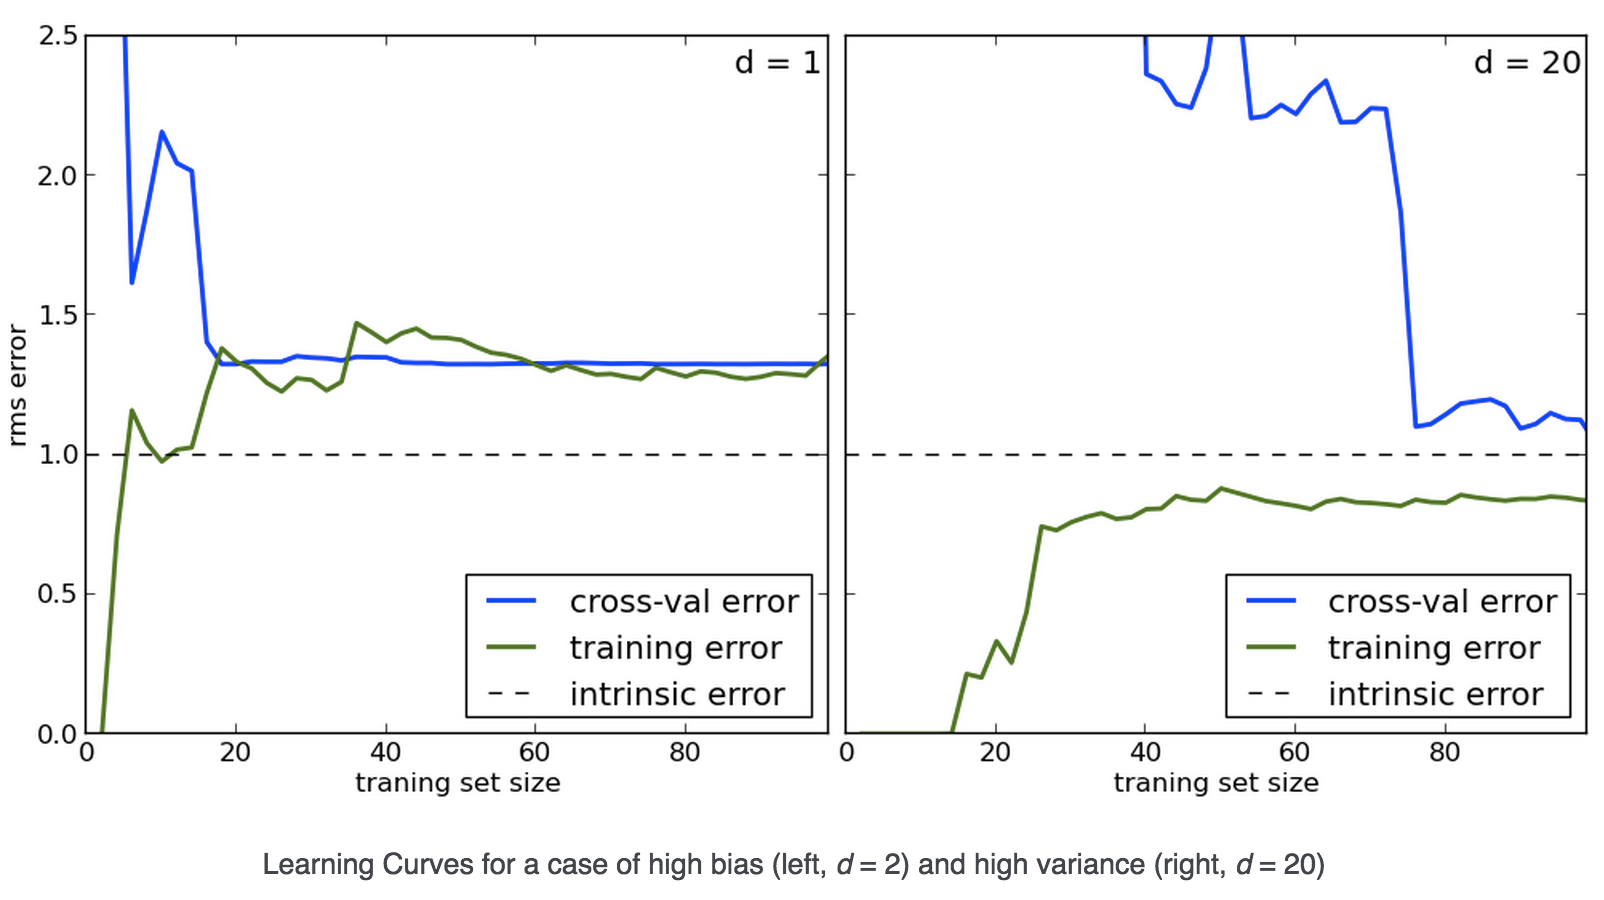 2.5
2.0
1.5
1.0
0.5
0.0
rms error
d = 1
cross-val error
training error
intrinsic error
0 20 40 60 80
traning set size
d = 20
cross-val error
training error
intrinsic error
0 20 40 60 80
traning set size
Learning Curves for a case of high bias (left, d = 2) and high variance (right, d = 20)